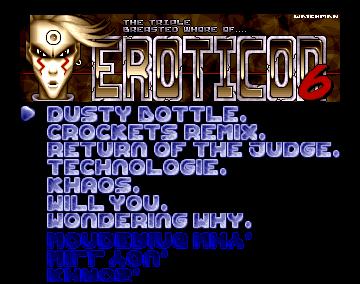 WATCHMAN
THE TRIPLE
BREASTED WHORE OF....
EROTICON
6
DUSTY BOTTLE.
CROCKETS REMIX.
RETURN OF THE JUDGE.
TECHNOLOGIE.
KHAOS.
WILL YOU.
WONDERING WHY.